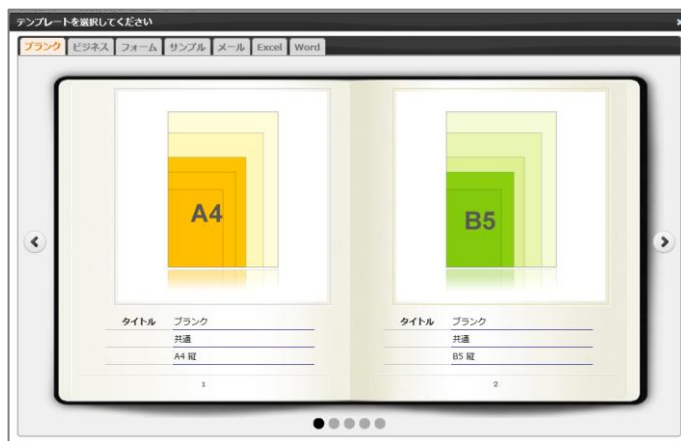 テンプレートを選択してください
ブランク ビジネス フォーム サンプル メール Excel Word
A4
B5
タイトル ブランク
共通
A4 縦
1
タイトル ブランク
共通
B5 縦
2